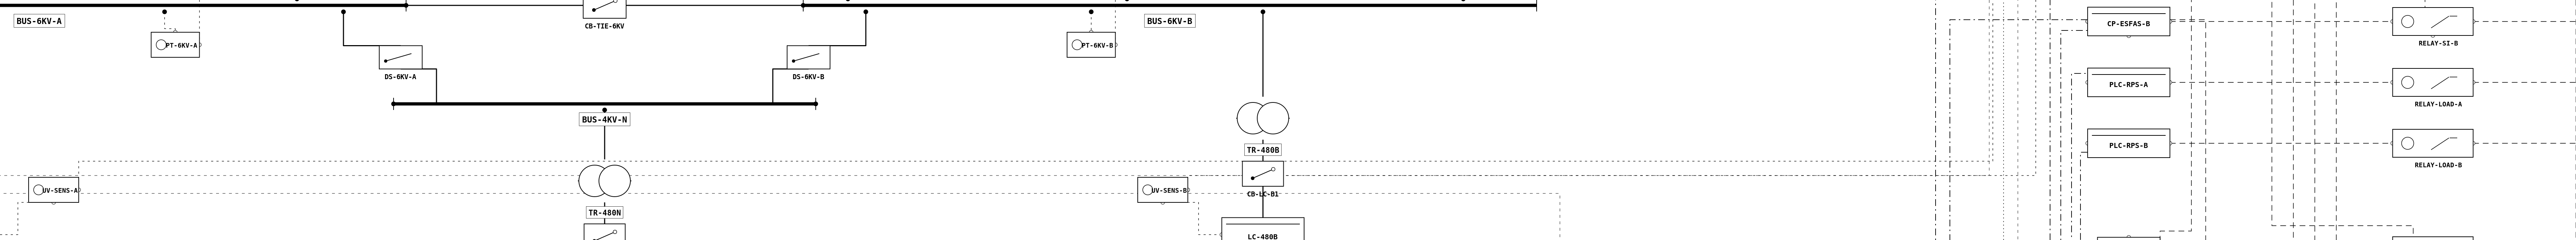 BUS-6KV-A
CB-TIE-6KV
BUS-6KV-B
CP-ESFAS-B
RELAY-SI-B
PT-6KV-A
PT-6KV-B
DS-6KV-A
DS-6KV-B
PLC-RPS-A
RELAY-LOAD-A
BUS-4KV-N
TR-480B
PLC-RPS-B
RELAY-LOAD-B
UV-SENS-A
UV-SENS-B
CB-LC-B1
TR-480N
LC-480B